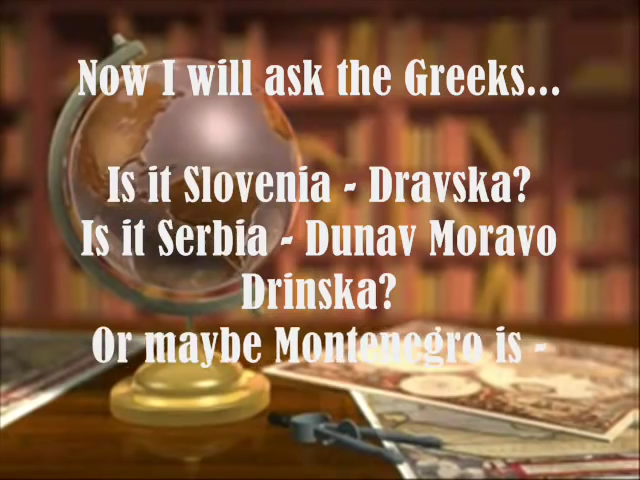 Now I will ask the Greeks...
Is it Slovenia - Dravska?
Is it Serbia - Dunav Moravo
Drinska?
Or maybe Montenegro is -